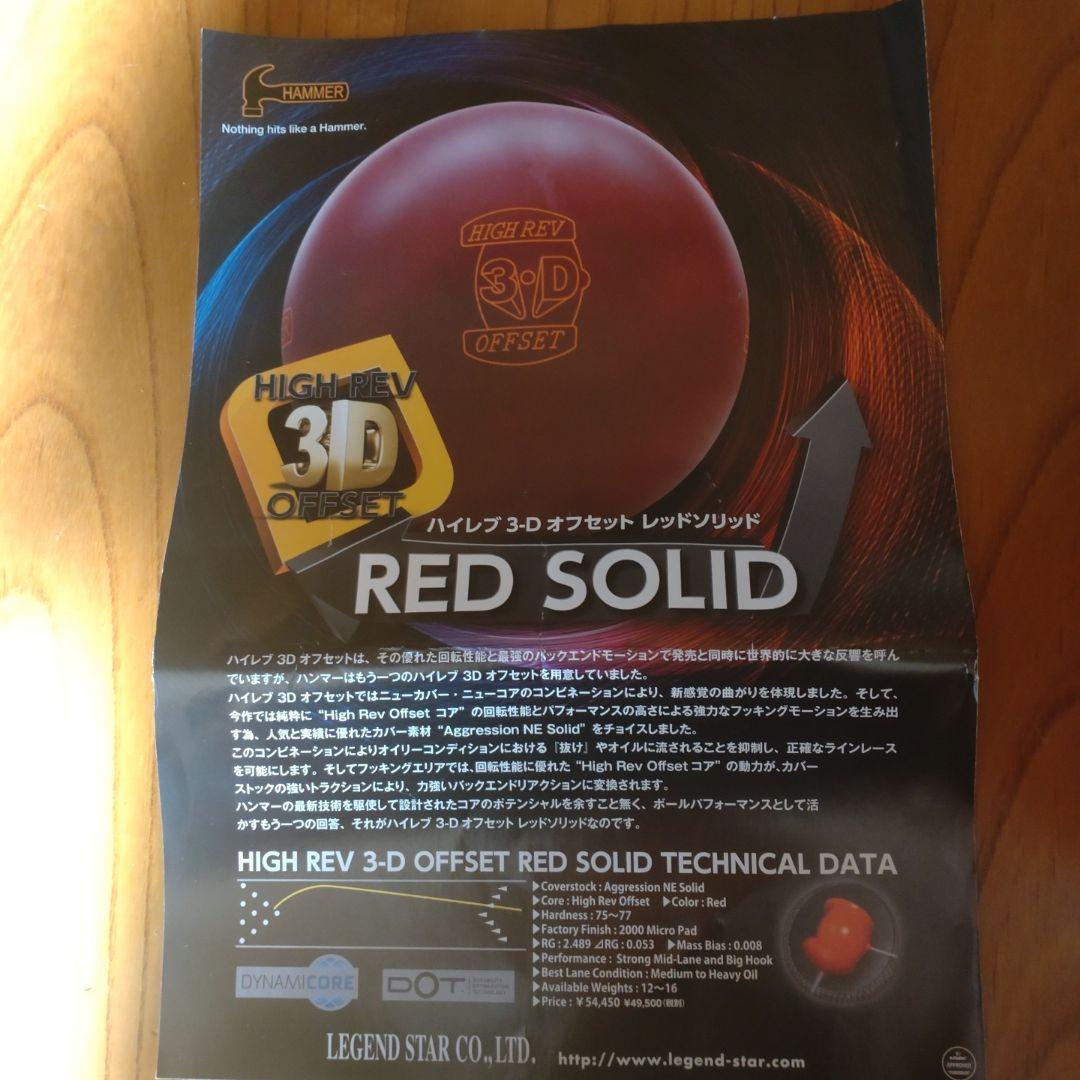 HAMMER
Nothing hits like a Hammer.
HIGH REV
3・D
OFFSET
HIGH REV
3D
OFFSET
ハイレブ 3-D オフセット レッドソリッド
RED SOLID
ハイレブ 3D オフセットは、その優れた回転性能と最強のバックエンドモーションで発売と同時に世界的に大きな反響を呼ん
でいますが、ハンマーはもう一つのハイレブ 3D オフセットを用意していました。
ハイレブ 3D オフセットではニューカバー・ニューコアのコンビネーションにより、新感覚の曲がりを体現しました。そして、
今作では純粋に“High Rev Offset コア”の回転性能とパフォーマンスの高さによる強力なフッキングモーションを生み出
す為、人気と実績に優れたカバー素材“Aggression NE Solid”をチョイスしました。
このコンビネーションによりオイリーコンディションにおける『抜け』やオイルに流されることを抑制し、正確なラインレース
を可能にします。そしてフッキングエリアでは、回転性能に優れた“High Rev Offset コア”の動力が、カバー
ストックの強いトラクションにより、力強いバックエンドリアクションに変換されます。
ハンマーの最新技術を駆使して設計されたコアのポテンシャルを余すこと無く、ボールパフォーマンスとして活
かすもう一つの回答、それがハイレブ 3-D オフセット レッドソリッドなのです。
HIGH REV 3-D OFFSET RED SOLID TECHNICAL DATA
▶Coverstock : Aggression NE Solid
▶Core : High Rev Offset ▶Color : Red
▶Hardness : 75～77
▶Factory Finish : 2000 Micro Pad
▶RG : 2.489 ⊿RG : 0.053 ▶Mass Bias : 0.008
▶Performance : Strong Mid-Lane and Big Hook
▶Best Lane Condition : Medium to Heavy Oil
▶Available Weights : 12～16
▶Price : ￥54,450 ¥49,500(税別)
DYNAMICORE
DOT
LEGEND STAR CO.,LTD. http://www.legend-star.com
APPROVED